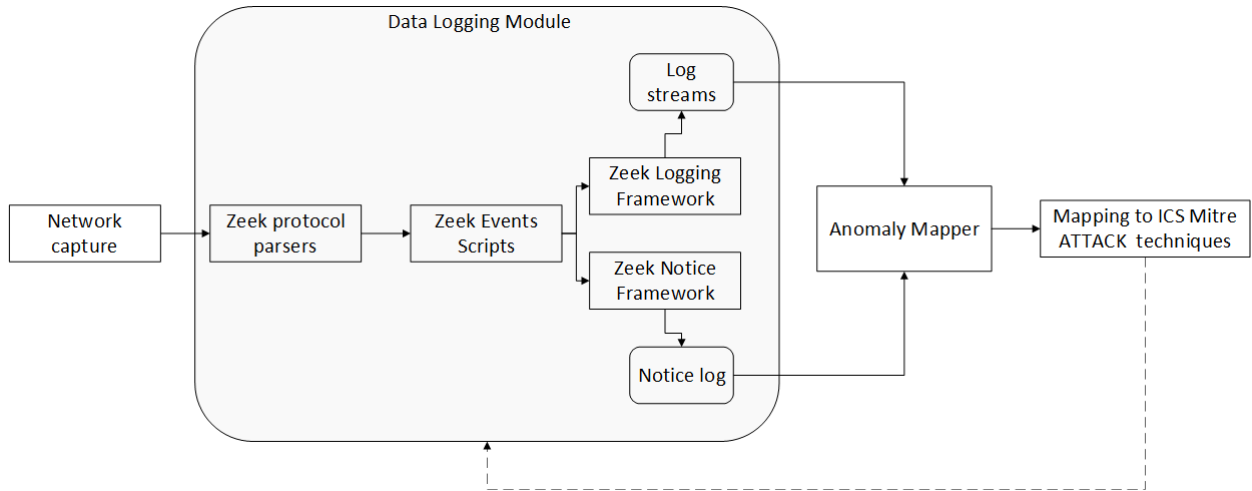 Data Logging Module
Log
streams
Zeek Logging
Framework
Network
capture
Zeek protocol
parsers
Zeek Events
Scripts
Zeek Notice
Framework
Notice log
Anomaly Mapper
Mapping to ICS Mitre
ATTACK techniques